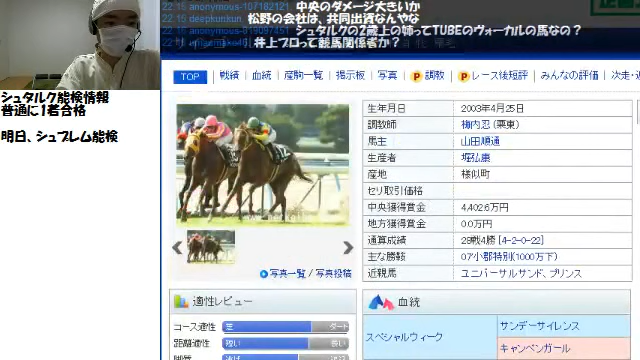 22:15 anonymous-107182121:
中央のダメージ大きいか
22:15 deepkunkun
松野の会社は、共同出資なんやな
シュタルクの2歳上の姉ってTUBEのヴォーカルの馬なの？
井上プロって競馬関係者か？
シュタルク能検情報
普通に1着合格
明日、シュブレム能検
TOP 戦績 血統 産駒一覧 掲示板 写真 P 調教 P レース後短評 みんなの評価 次走・
生年月日 2003年4月25日
調教師 梅内忍 (栗東)
馬主 山田順通
生産者 堀弘康
産地 様似町
セリ取引価格
中央獲得賞金 4,402.6万円
地方獲得賞金 0.0万円
通算成績 28戦4勝 [4-2-0-22]
主な勝鞍 07'小郡特別(1000万下)
近親馬 ユニバーサルサンド、プリンス
写真一覧 / 写真投稿
適性レビュー
コース適性 芝 ダート
距離適性 短い 長い
脚質
血統
スペシャルウィーク
サンデーサイレンス
キャンペンガール